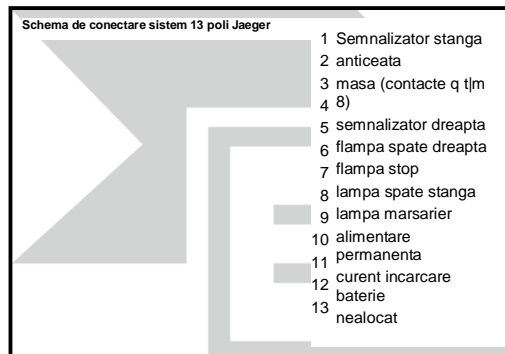 Schema de conectare sistem 13 poli Jaeger
1 Semnalizator stanga
2 anticeata
3 masa (contacte q t|m
4 8)
5 semnalizator dreapta
6 flampa spate dreapta
7 flampa stop
8 lampa spate stanga
9 lampa marsarier
10 alimentare
11 permanenta
12 curent incarcare
13 baterie
nealocat